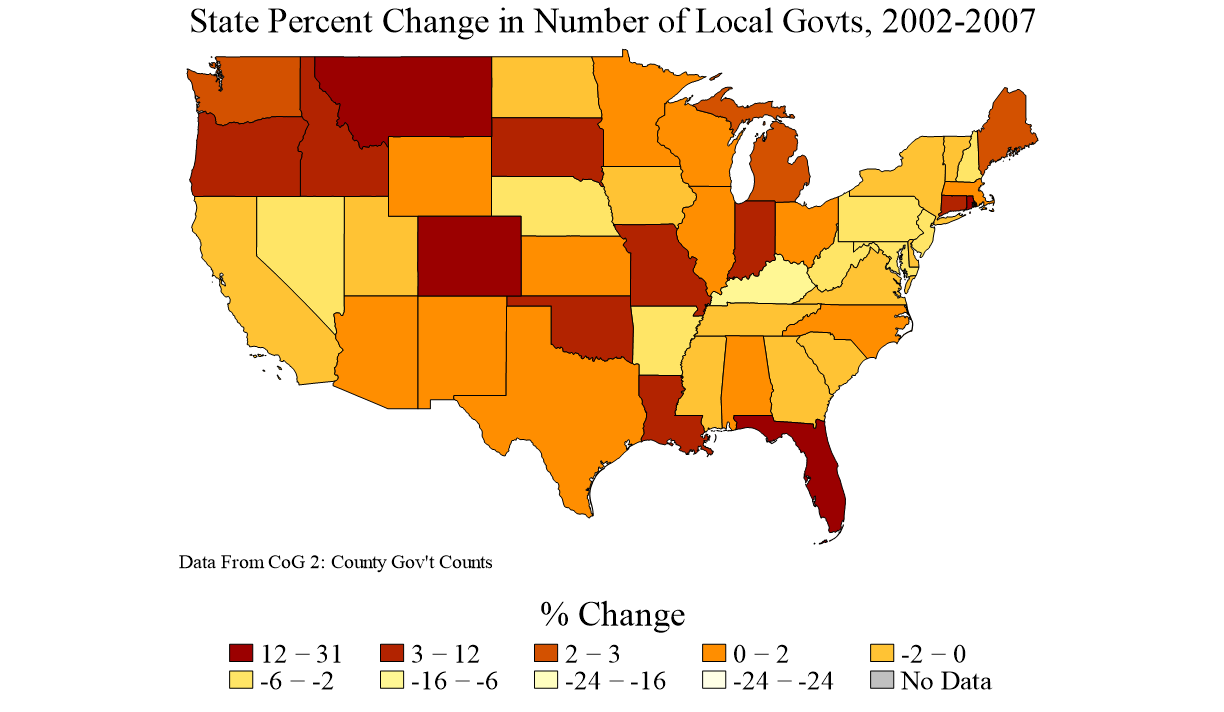 State Percent Change in Number of Local Govts, 2002-2007
Data From CoG 2: County Gov't Counts
% Change
12 – 31 3 – 12 2 – 3 0 – 2 -2 – 0
-6 – -2 -16 – -6 -24 – -16 -24 – -24 No Data